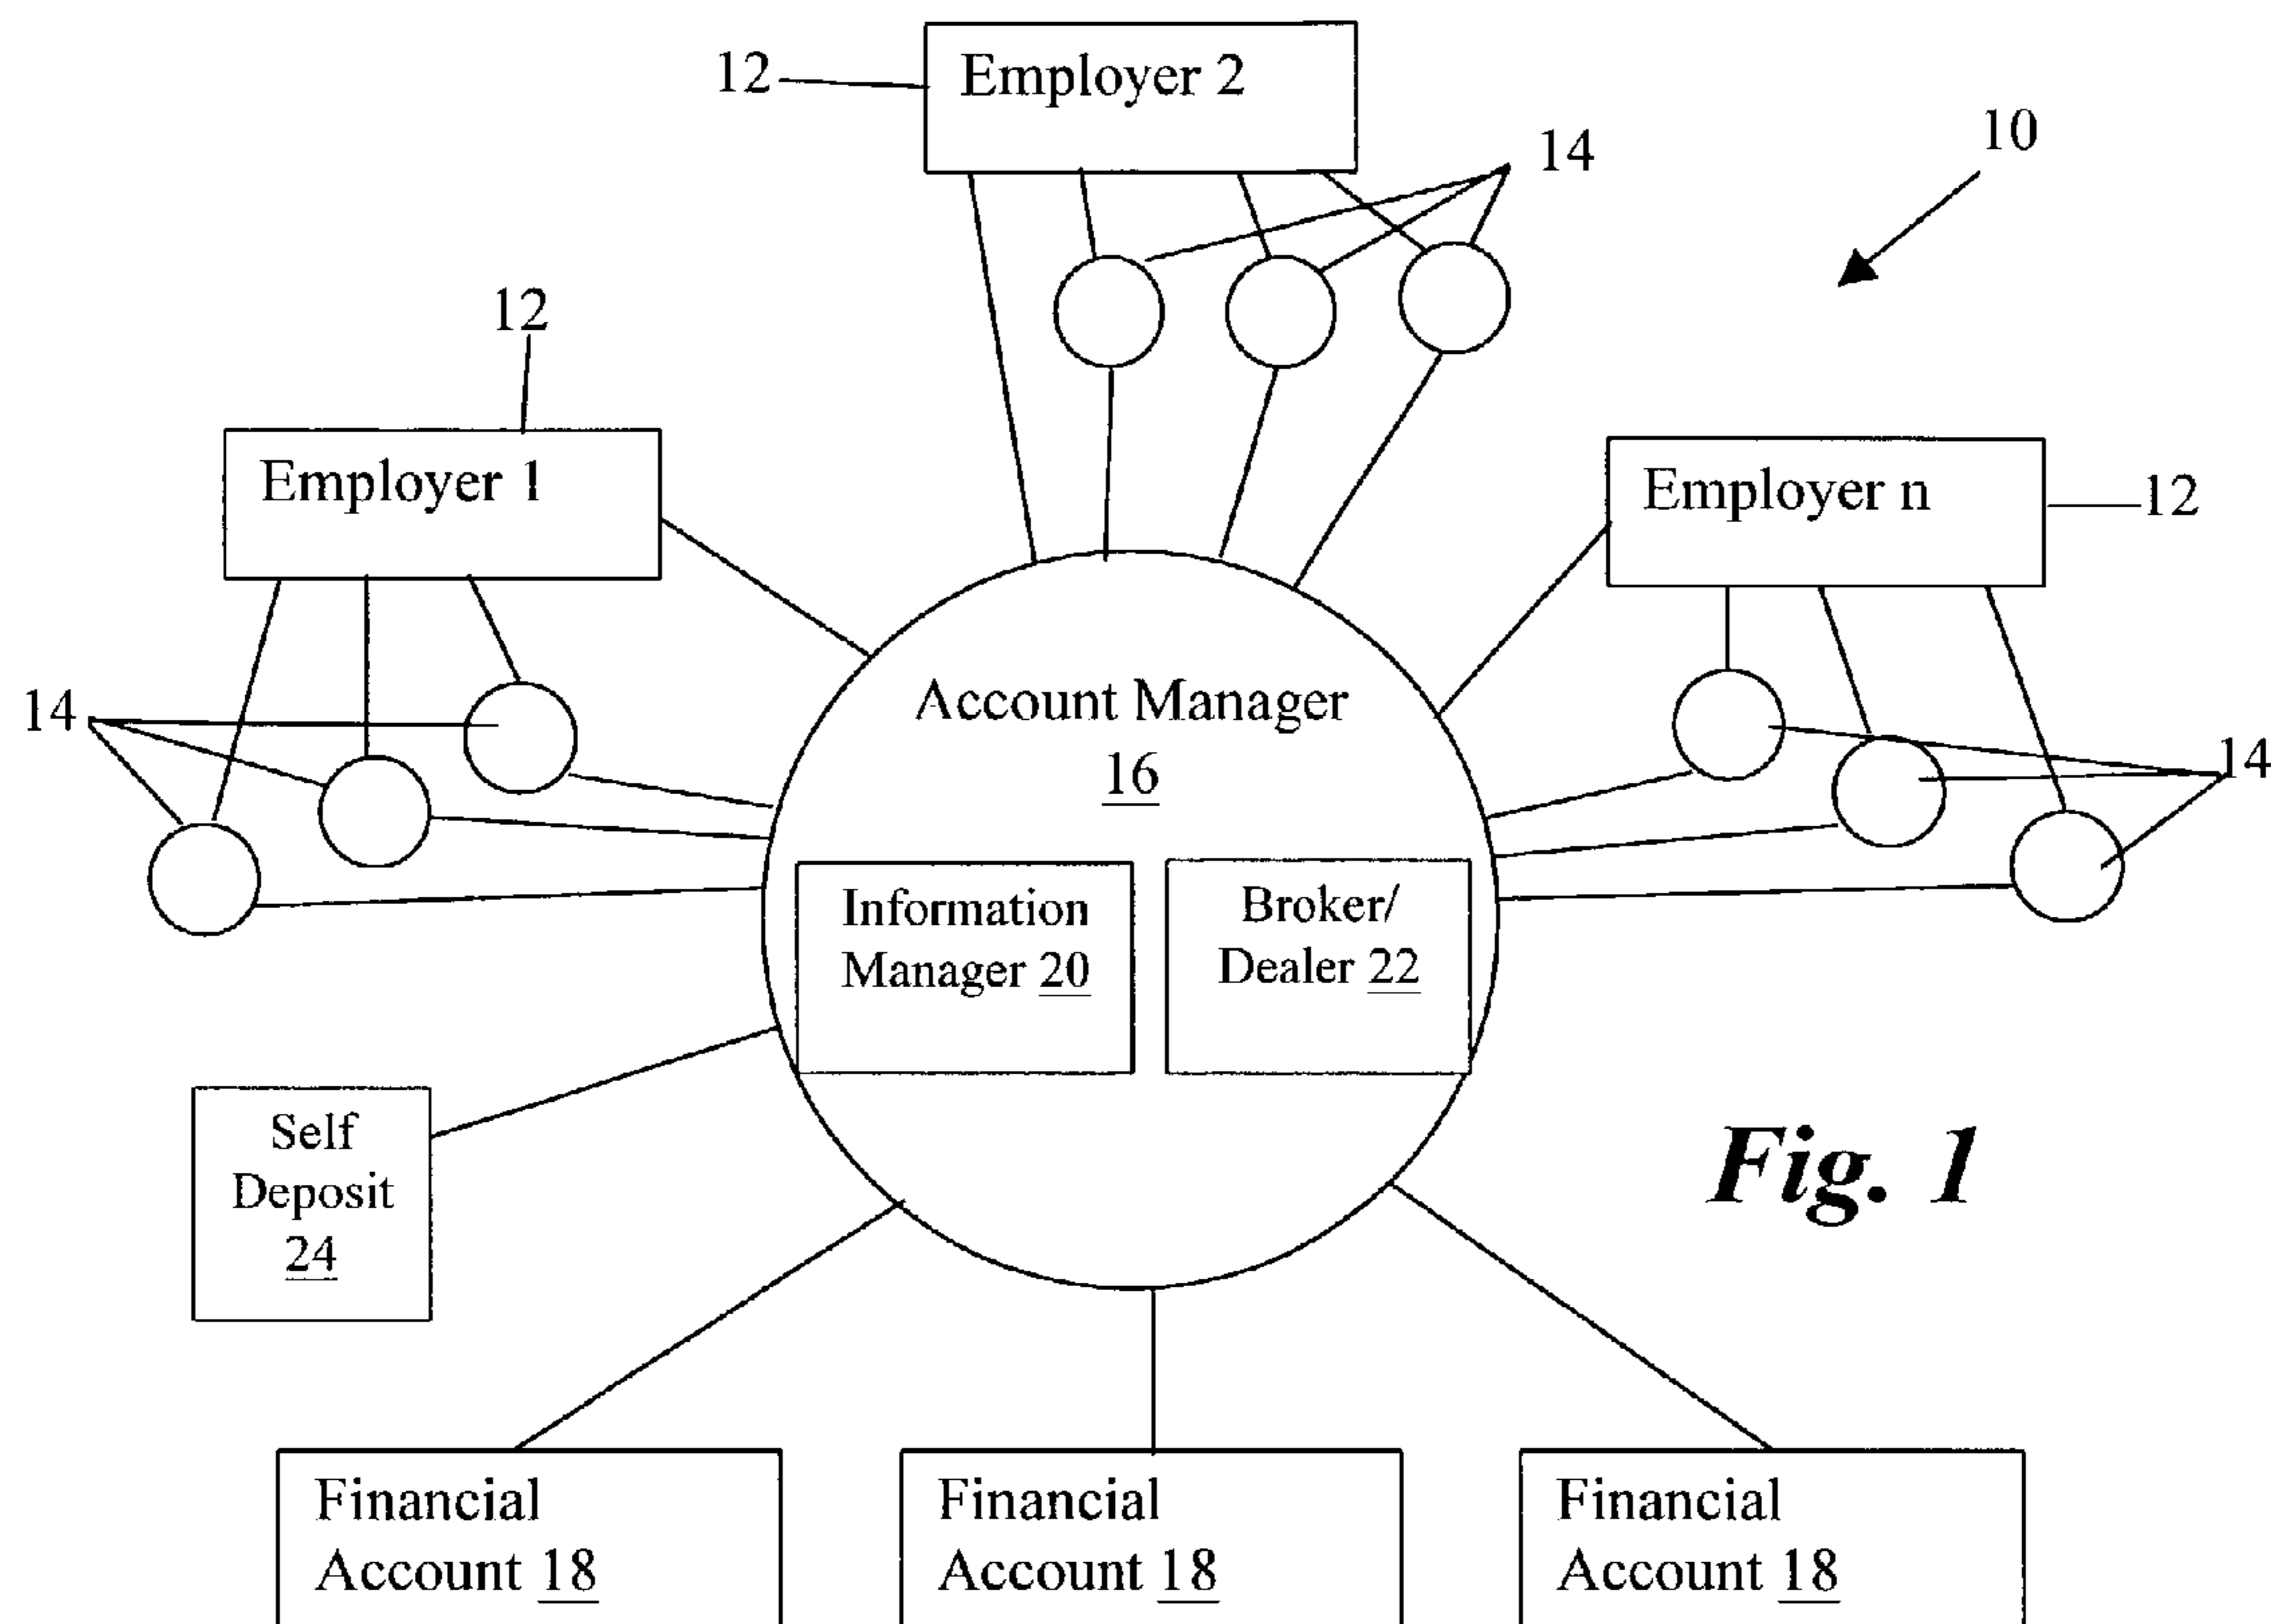 12
Employer 2
14
10
12
Employer 1
Employer n
12
14
Account Manager
16
14
Information
Manager 20
Broker/
Dealer 22
Self
Deposit
24
Fig. 1
Financial
Account 18
Financial
Account 18
Financial
Account 18